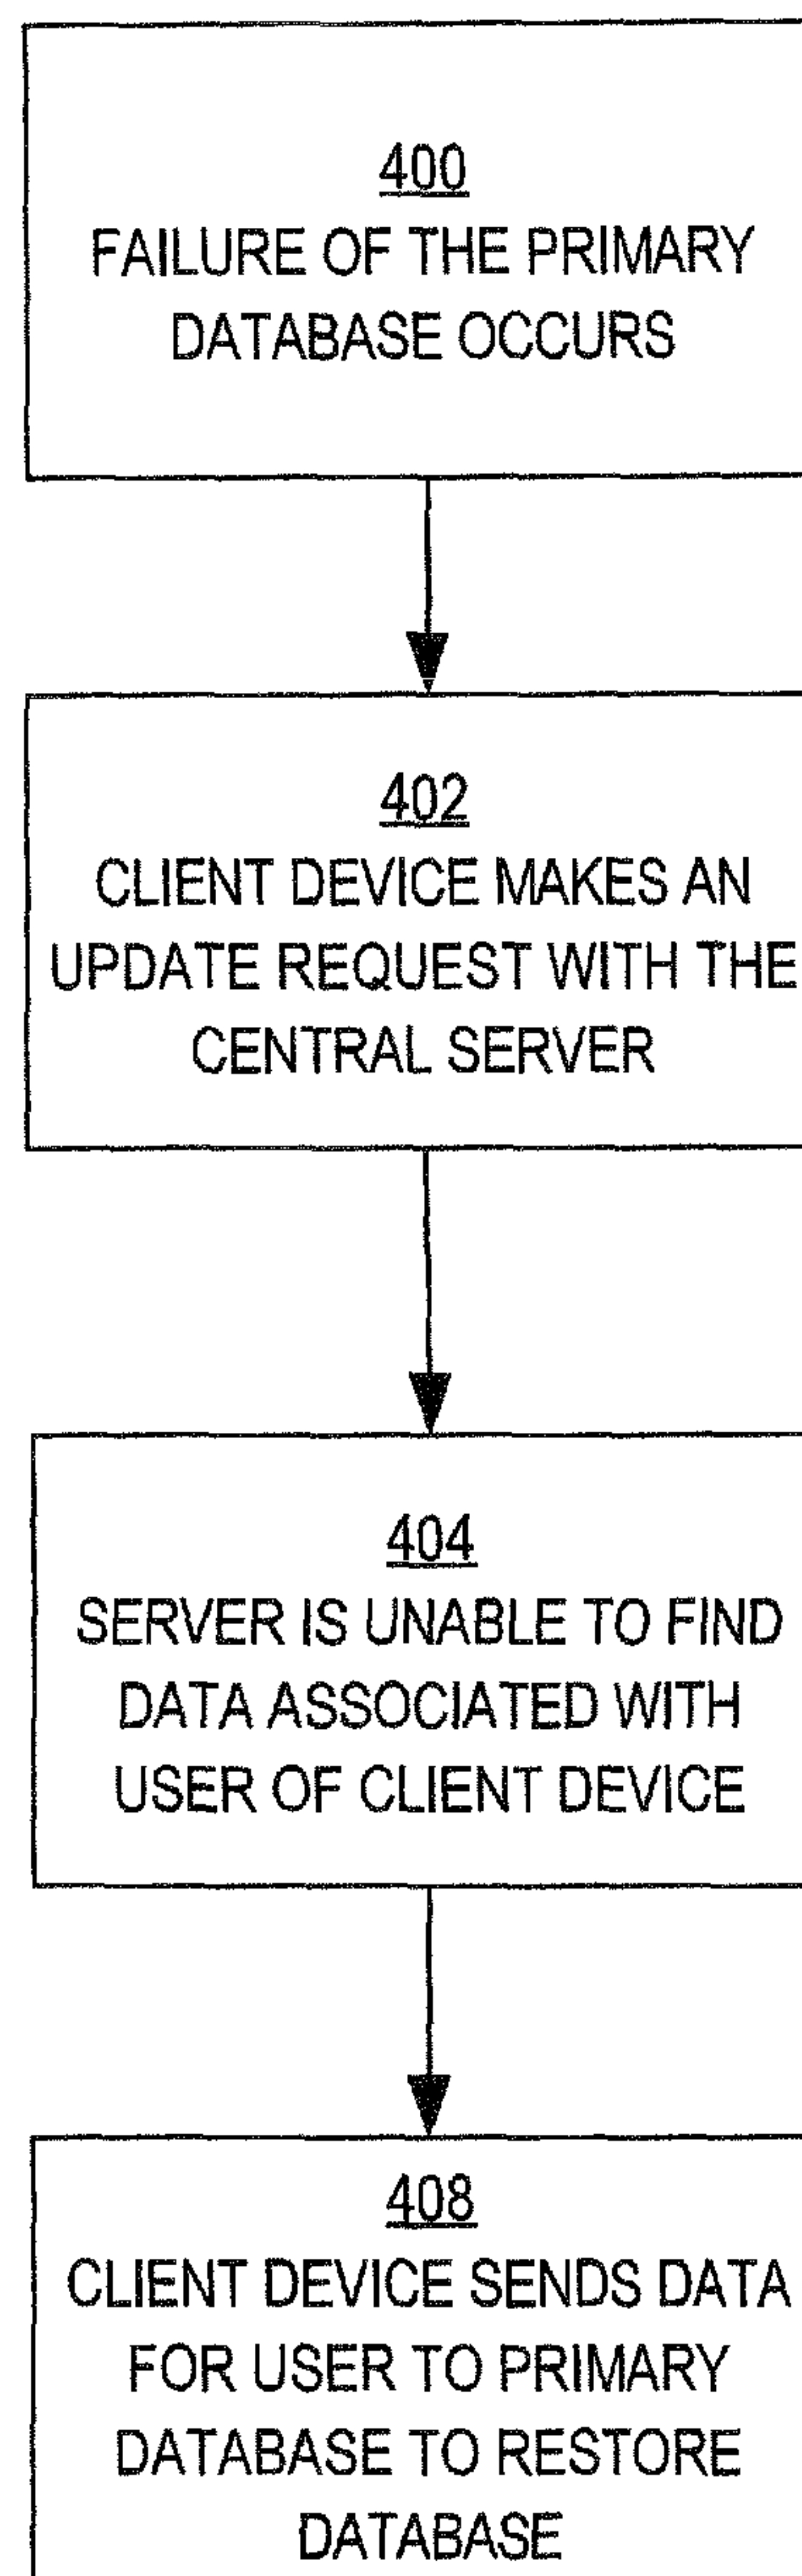 400
FAILURE OF THE PRIMARY
DATABASE OCCURS
402
CLIENT DEVICE MAKES AN
UPDATE REQUEST WITH THE
CENTRAL SERVER
404
SERVER IS UNABLE TO FIND
DATA ASSOCIATED WITH
USER OF CLIENT DEVICE
408
CLIENT DEVICE SENDS DATA
FOR USER TO PRIMARY
DATABASE TO RESTORE
DATABASE